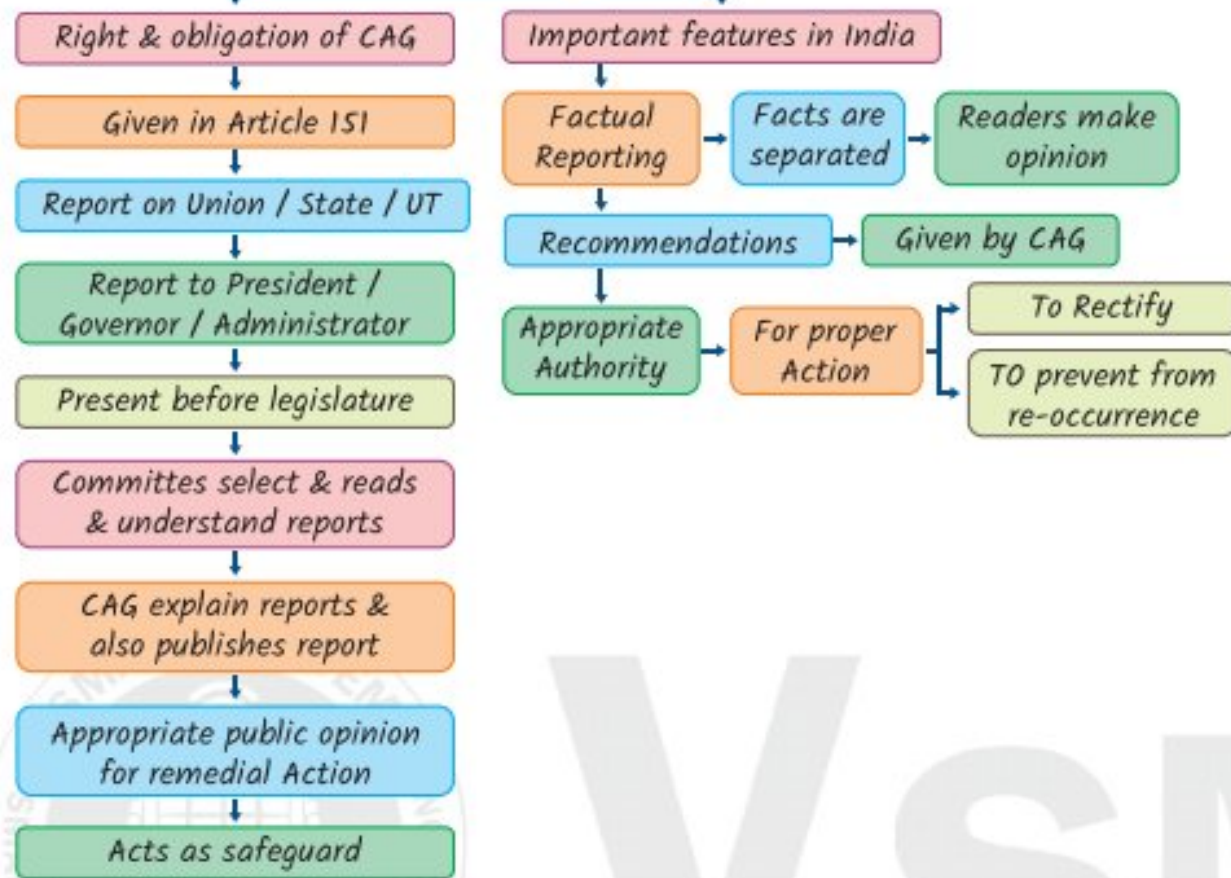 Right & obligation of CAG
Given in Article 151
Report on Union / State / UT
Report to President /
Governor / Administrator
Present before legislature
Committes select & reads
& understand reports
CAG explain reports &
also publishes report
Appropriate public opinion
for remedial Action
Acts as safeguard
Important features in India
Factual
Reporting
Facts are
separated
Readers make
opinion
Recommendations
Given by CAG
Appropriate
Authority
For proper
Action
To Rectify
TO prevent from
re-occurrence
Vs